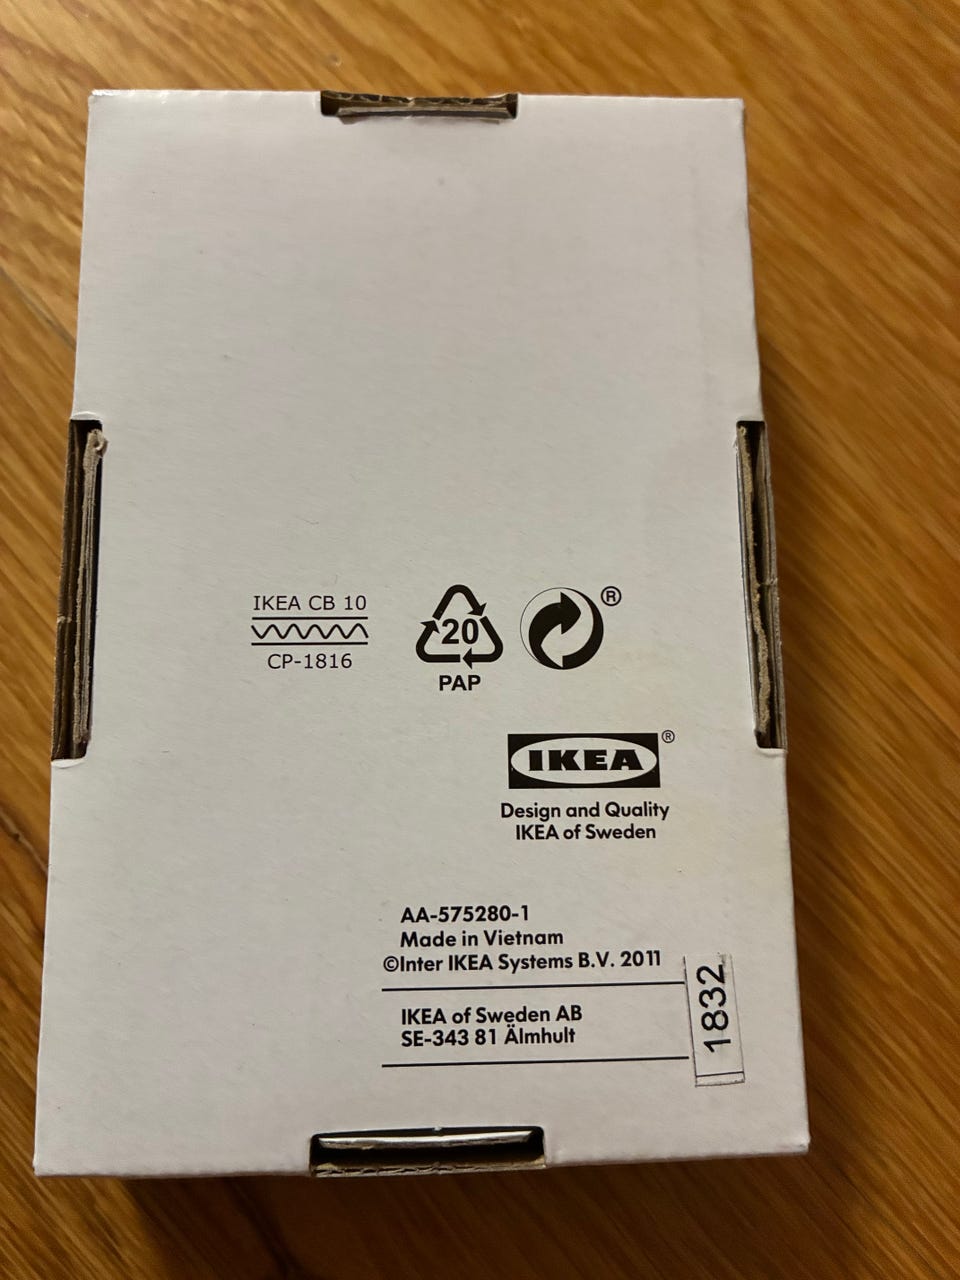 IKEA CB 10
CP-1816
20
PAP
®
IKEA ®
Design and Quality
IKEA of Sweden
AA-575280-1
Made in Vietnam
©Inter IKEA Systems B.V. 2011
IKEA of Sweden AB
SE-343 81 Älmhult
1832